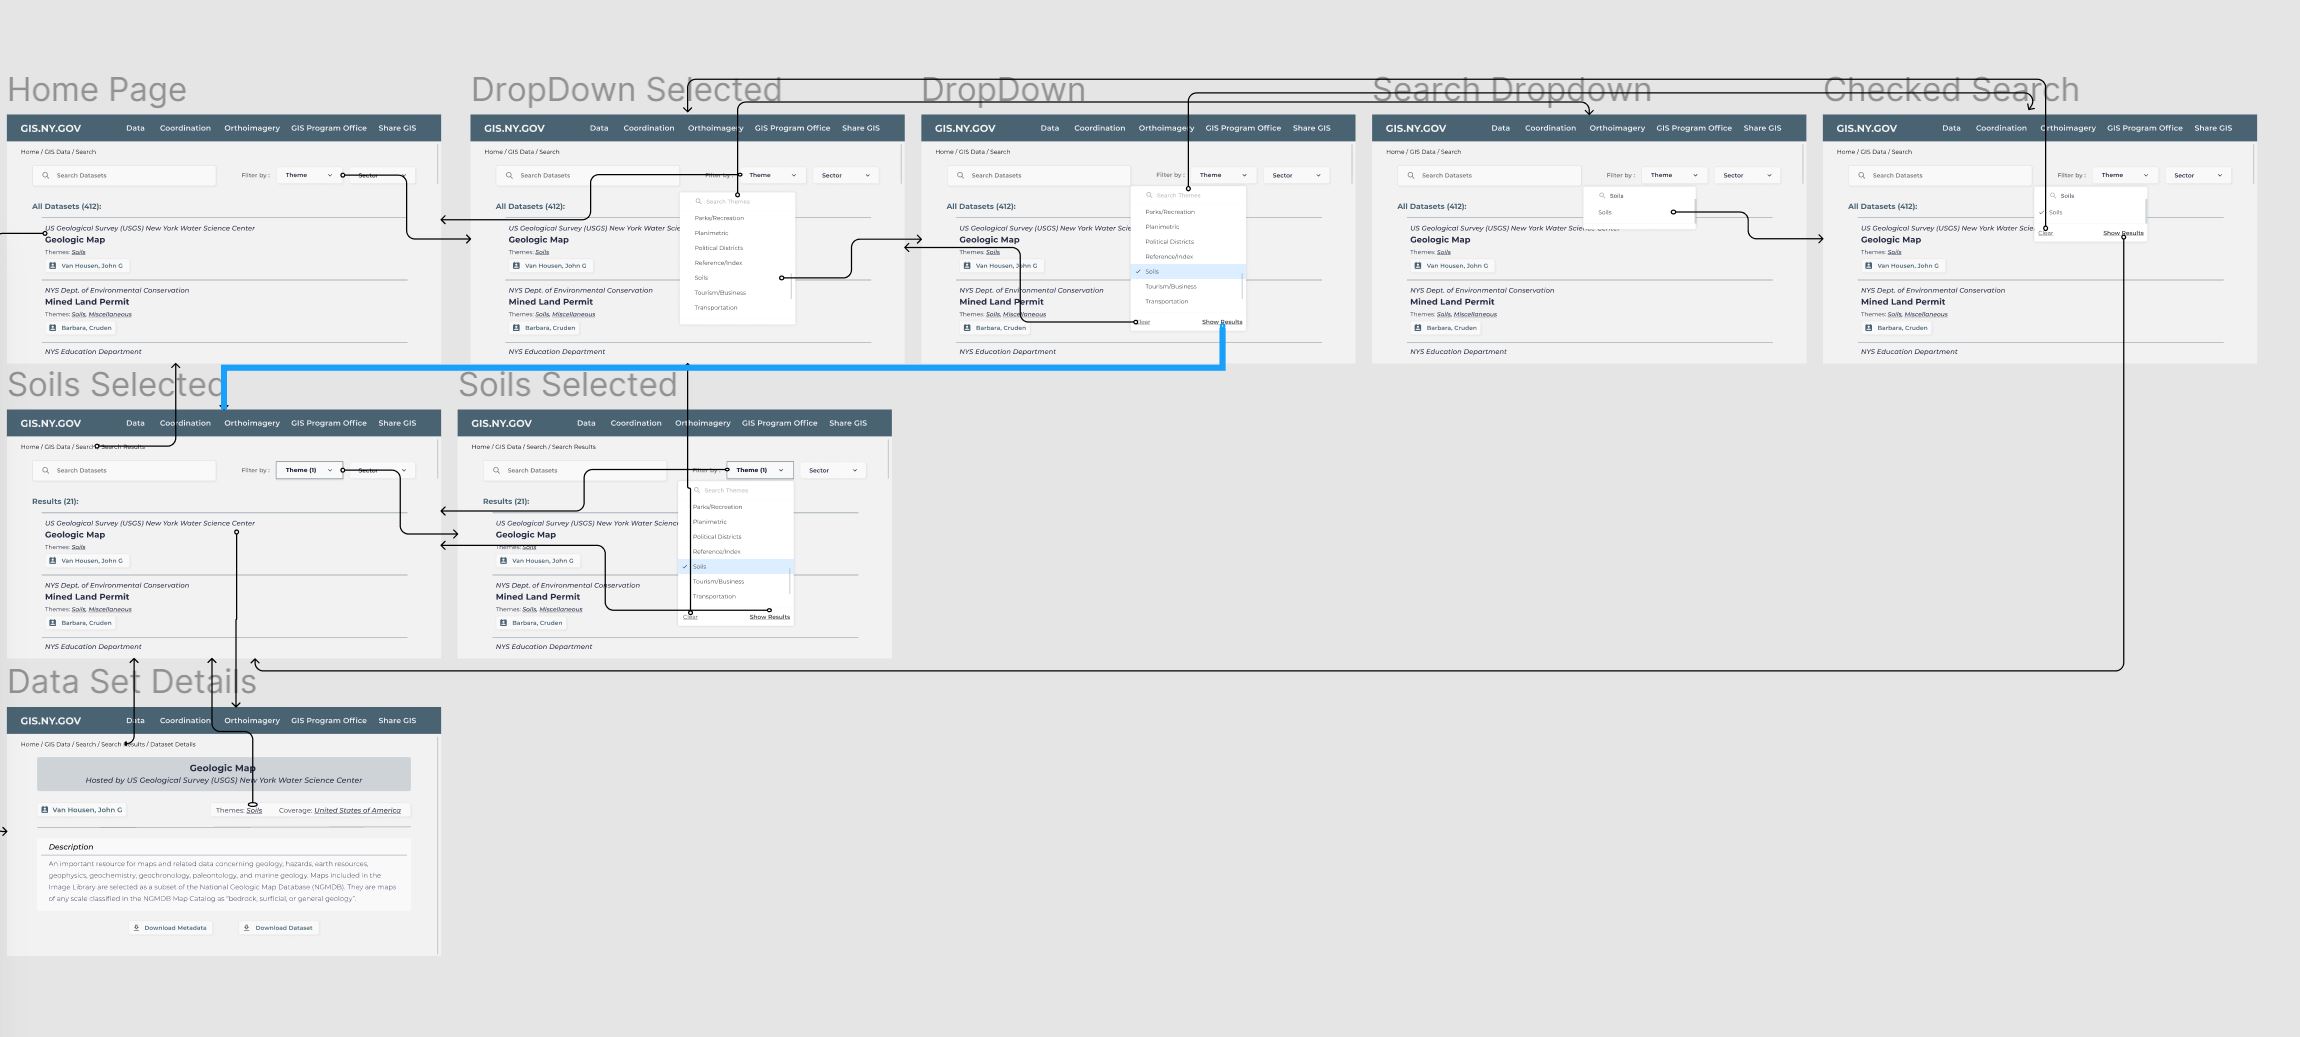 Home Page
GIS.NY.GOV Data Coordination Orthoimagery GIS Program Office Share GIS
Home / GIS Data / Search
Search Datasets Filter by : Theme Sector
All Datasets (412):
US Geological Survey (USGS) New York Water Science Center
Geologic Map
Themes: Soils
Van Housen, John G
NYS Dept. of Environmental Conservation
Mined Land Permit
Themes: Soils, Miscellaneous
Barbara, Cruden
NYS Education Department
DropDown Selected
GIS.NY.GOV Data Coordination Orthoimagery GIS Program Office Share GIS
Home / GIS Data / Search
Search Datasets Filter by : Theme Sector
Search Themes
Parks/Recreation
Planimetric
Political Districts
Reference/Index
Soils
Tourism/Business
Transportation
All Datasets (412):
US Geological Survey (USGS) New York Water Scie
Geologic Map
Themes: Soils
Van Housen, John G
NYS Dept. of Environmental Conservation
Mined Land Permit
Themes: Soils, Miscellaneous
Barbara, Cruden
NYS Education Department
DropDown
GIS.NY.GOV Data Coordination Orthoimagery GIS Program Office Share GIS
Home / GIS Data / Search
Search Datasets Filter by : Theme Sector
Search Themes
Parks/Recreation
Planimetric
Political Districts
Reference/Index
Soils
Tourism/Business
Transportation
Clear Show Results
All Datasets (412):
US Geological Survey (USGS) New York Water Scie
Geologic Map
Themes: Soils
Van Housen, John G
NYS Dept. of Environmental Conservation
Mined Land Permit
Themes: Soils, Miscellaneous
Barbara, Cruden
NYS Education Department
Search Dropdown
GIS.NY.GOV Data Coordination Orthoimagery GIS Program Office Share GIS
Home / GIS Data / Search
Search Datasets Filter by : Theme Sector
Soils
Soils
All Datasets (412):
US Geological Survey (USGS) New York Water Science Center
Geologic Map
Themes: Soils
Van Housen, John G
NYS Dept. of Environmental Conservation
Mined Land Permit
Themes: Soils, Miscellaneous
Barbara, Cruden
NYS Education Department
Checked Search
GIS.NY.GOV Data Coordination Orthoimagery GIS Program Office Share GIS
Home / GIS Data / Search
Search Datasets Filter by : Theme Sector
Soils
Soils
Clear Show Results
All Datasets (412):
US Geological Survey (USGS) New York Water Scie
Geologic Map
Themes: Soils
Van Housen, John G
NYS Dept. of Environmental Conservation
Mined Land Permit
Themes: Soils, Miscellaneous
Barbara, Cruden
NYS Education Department
Soils Selected
GIS.NY.GOV Data Coordination Orthoimagery GIS Program Office Share GIS
Home / GIS Data / Search / Search Results
Search Datasets Filter by : Theme (1) Sector
Results (21):
US Geological Survey (USGS) New York Water Science Center
Geologic Map
Themes: Soils
Van Housen, John G
NYS Dept. of Environmental Conservation
Mined Land Permit
Themes: Soils, Miscellaneous
Barbara, Cruden
NYS Education Department
Soils Selected
GIS.NY.GOV Data Coordination Orthoimagery GIS Program Office Share GIS
Home / GIS Data / Search / Search Results
Search Datasets Filter by : Theme (1) Sector
Search Themes
Parks/Recreation
Planimetric
Political Districts
Reference/Index
Soils
Tourism/Business
Transportation
Clear Show Results
Results (21):
US Geological Survey (USGS) New York Water Science
Geologic Map
Themes: Soils
Van Housen, John G
NYS Dept. of Environmental Conservation
Mined Land Permit
Themes: Soils, Miscellaneous
Barbara, Cruden
NYS Education Department
Data Set Details
GIS.NY.GOV Data Coordination Orthoimagery GIS Program Office Share GIS
Home / GIS Data / Search / Search Results / Dataset Details
Geologic Map
Hosted by US Geological Survey (USGS) New York Water Science Center
Van Housen, John G Themes: Soils Coverage: United States of America
Description
An important resource for maps and related data concerning geology, hazards, earth resources,
geophysics, geochemistry, geochronology, paleontology, and marine geology. Maps included in the
Image Library are selected as a subset of the National Geologic Map Database (NGMDB). They are maps
of any scale classified in the NGMDB Map Catalog as "bedrock, surficial, or general geology".
Download Metadata Download Dataset